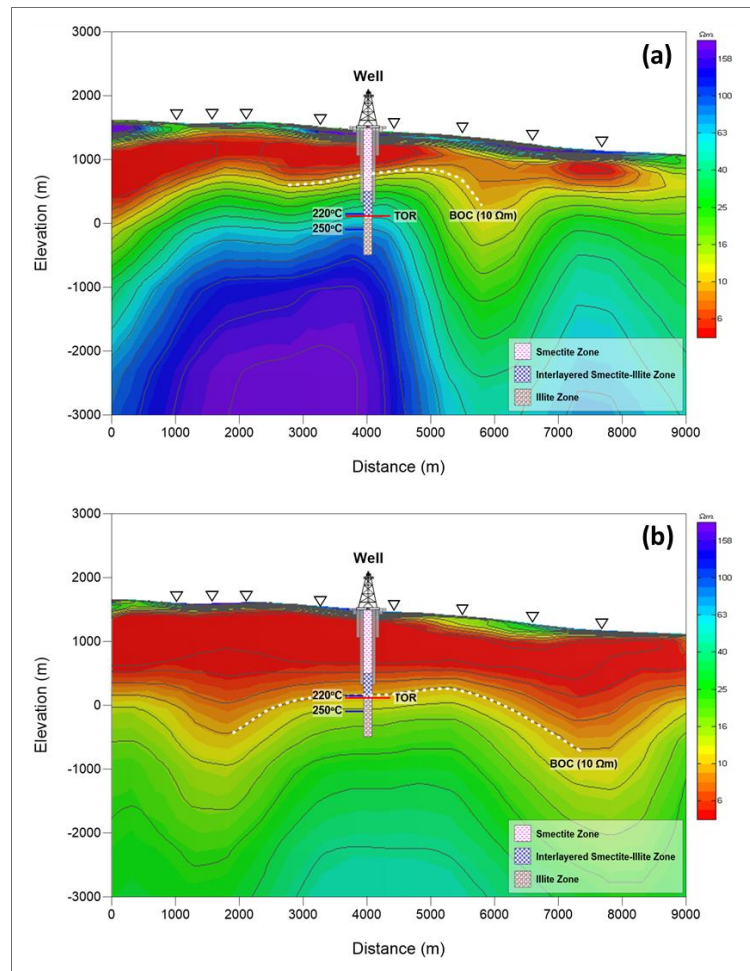 (a)
Ωm
3000
Well
158
2000
100
63
1000
40
220°C
TOR
25
0
250°C
BOC (10 Ωm)
16
-1000
10
6
-2000
Smectite Zone
Interlayered Smectite-Illite Zone
Illite Zone
-3000
0 1000 2000 3000 4000 5000 6000 7000 8000 9000
Elevation (m)
Distance (m)
(b)
Ωm
3000
Well
158
2000
100
63
1000
40
220°C
TOR
25
0
250°C
BOC (10 Ωm)
16
-1000
10
6
-2000
Smectite Zone
Interlayered Smectite-Illite Zone
Illite Zone
-3000
0 1000 2000 3000 4000 5000 6000 7000 8000 9000
Elevation (m)
Distance (m)